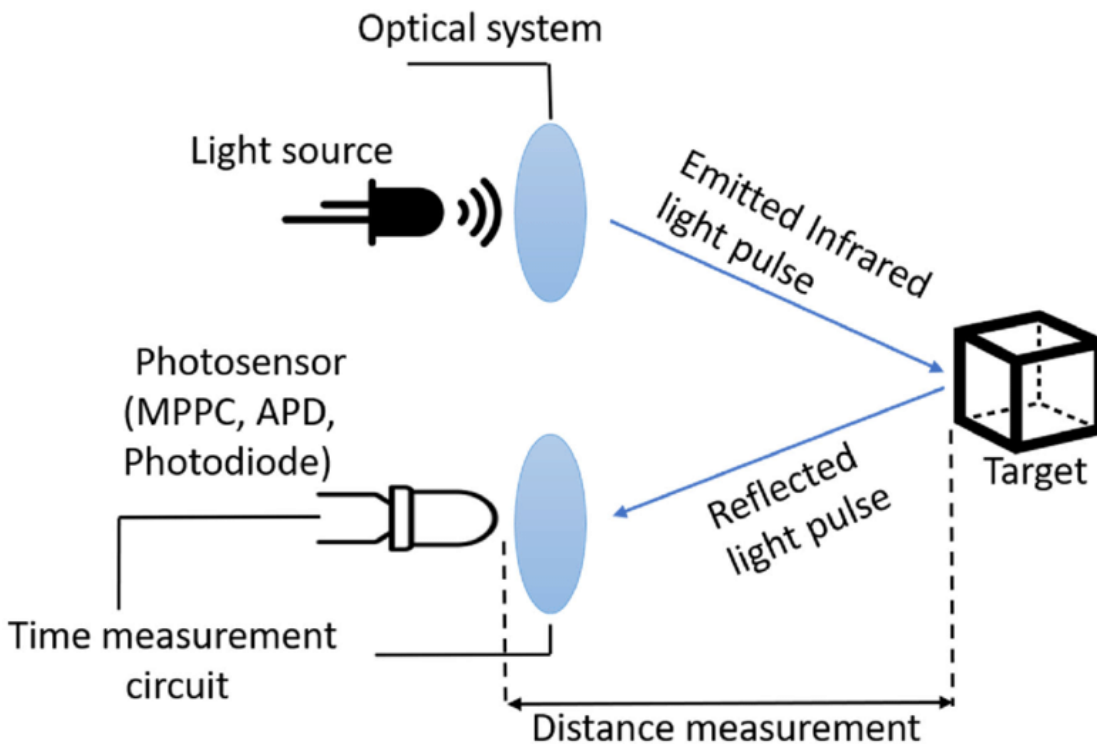 Optical system
Light source
Emitted Infrared
light pulse
Photosensor
(MPPC, APD,
Photodiode)
Target
Reflected
light pulse
Time measurement
circuit
Distance measurement